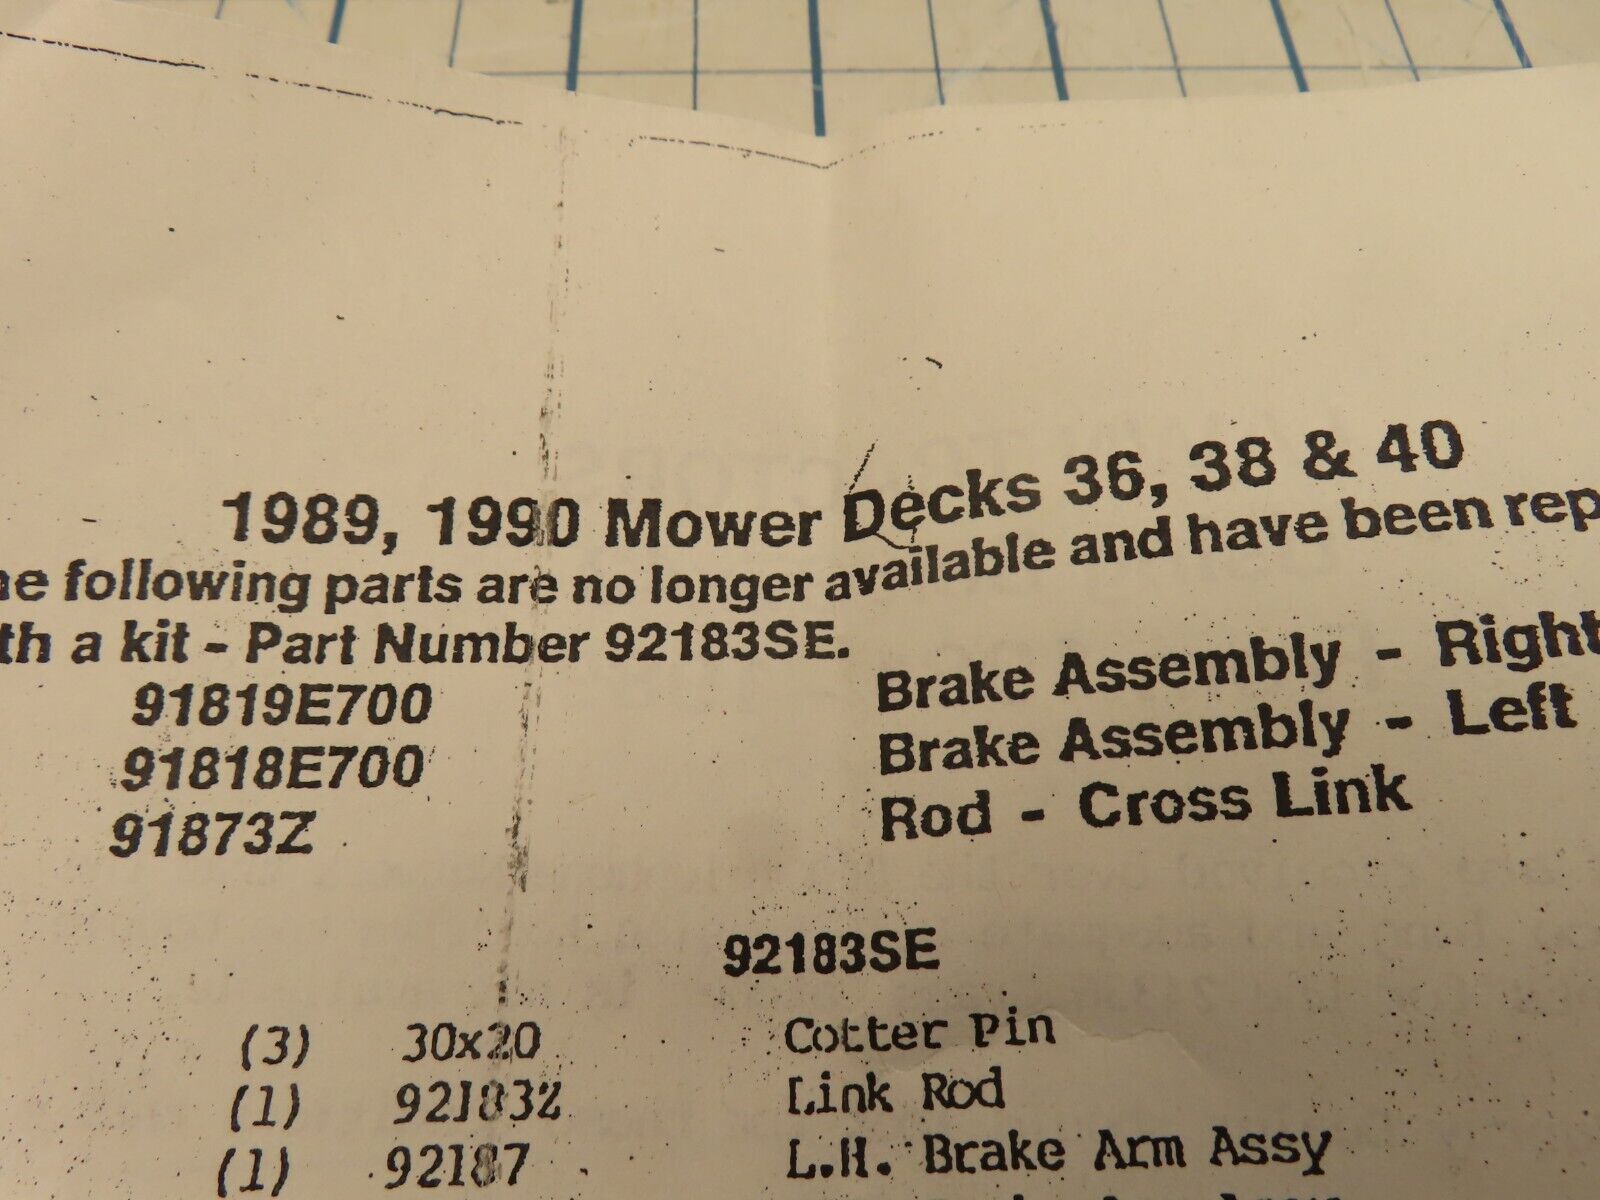 1989, 1990 Mower Decks 36, 38 & 40
he following parts are no longer available and have been rep
th a kit - Part Number 92183SE.
91819E700 Brake Assembly - Right
91818E700 Brake Assembly - Left
91873Z Rod - Cross Link
92183SE
(3) 30x20 Cotter Pin
(1) 92183Z Link Rod
(1) 92187 L.H. Brake Arm Assy